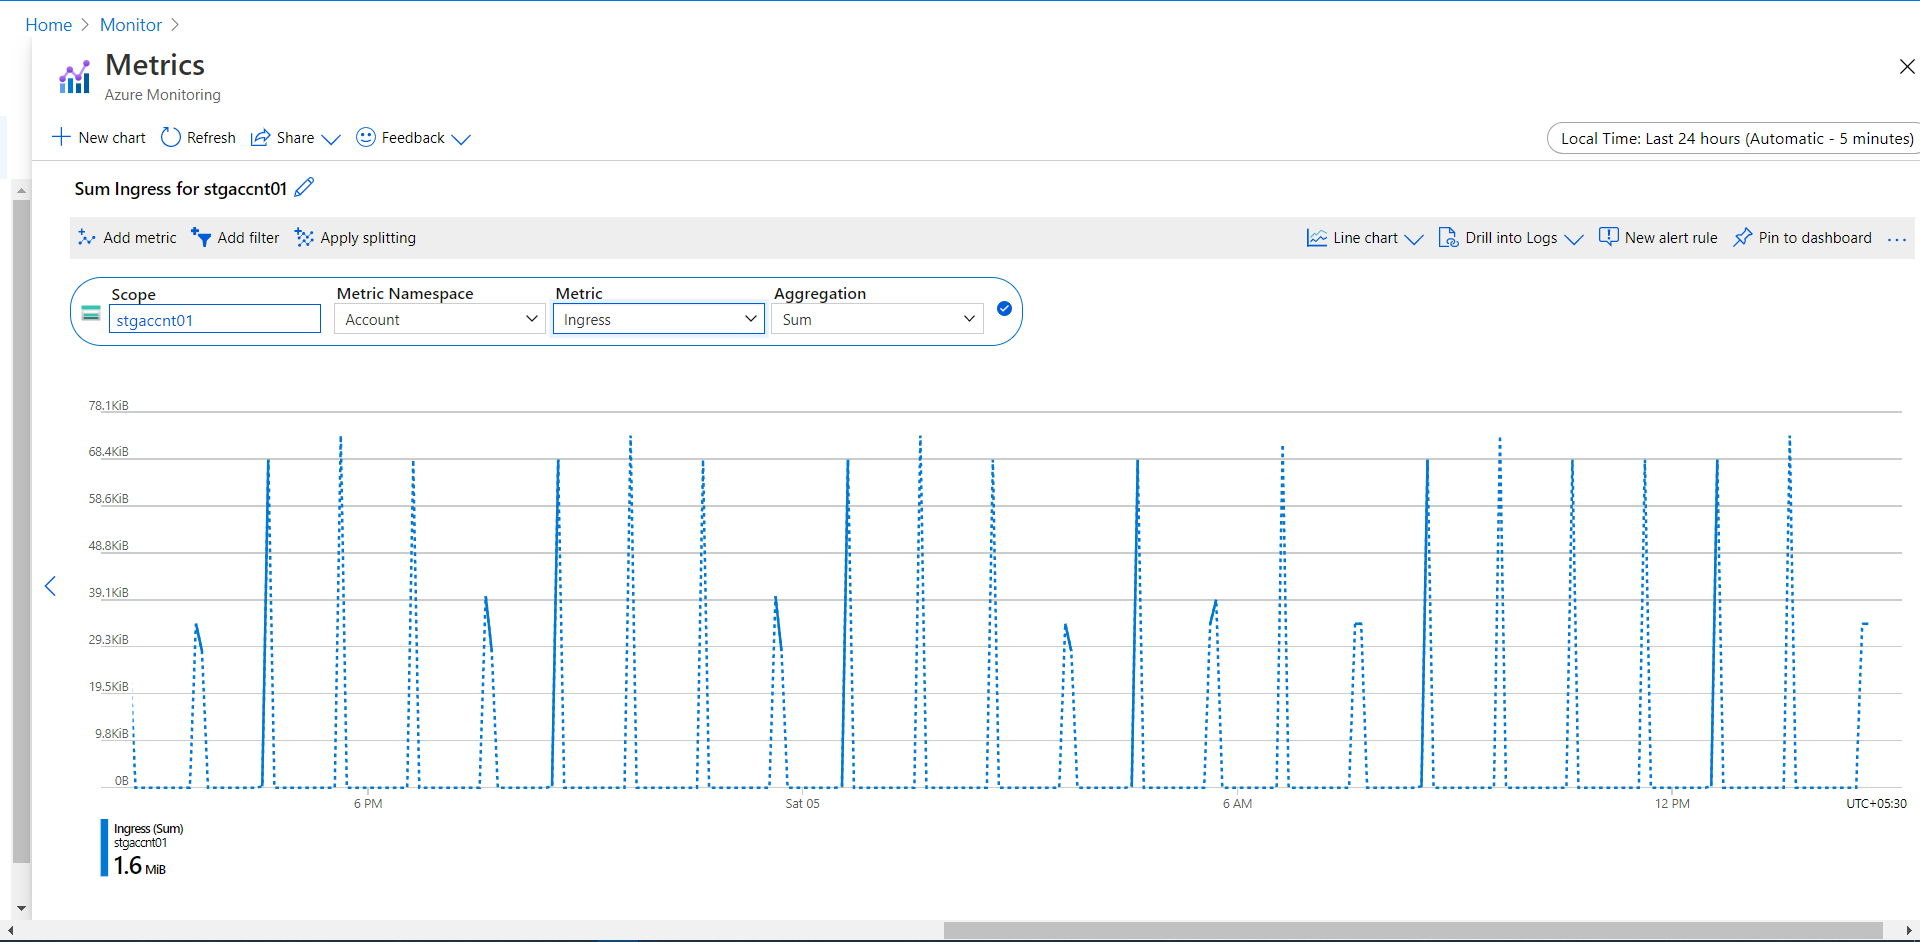 Home > Monitor >
Metrics
Azure Monitoring
New chart Refresh Share Feedback
Local Time: Last 24 hours (Automatic - 5 minutes)
Sum Ingress for stgaccnt01
Add metric Add filter Apply splitting Line chart Drill into Logs New alert rule Pin to dashboard ...
Scope Metric Namespace Metric Aggregation
stgaccnt01 Account Ingress Sum
78.1KiB
68.4KiB
58.6KiB
48.8KiB
39.1KiB
29.3KiB
19.5KiB
9.8KiB
0B
6 PM Sat 05 6 AM 12 PM UTC+05:30
Ingress (Sum)
stgaccnt01
1.6 MiB